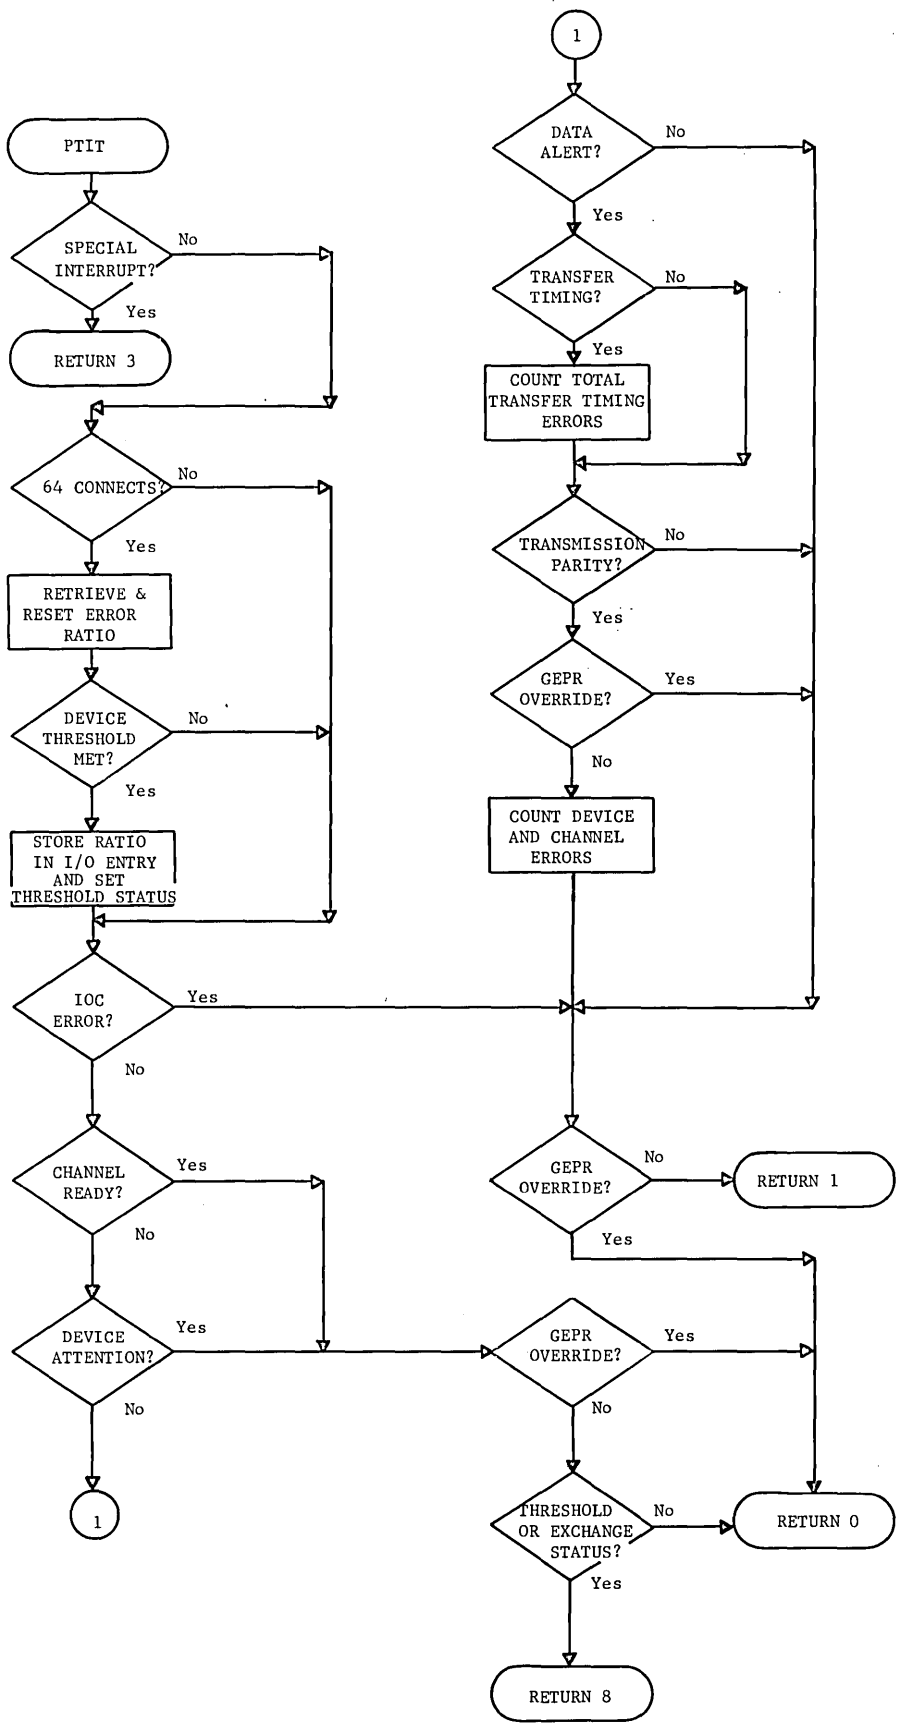 PTIT
SPECIAL
INTERRUPT?
No
Yes
RETURN 3
64 CONNECTS?
No
Yes
RETRIEVE &
RESET ERROR
RATIO
DEVICE
THRESHOLD
MET?
No
Yes
STORE RATIO
IN I/O ENTRY
AND SET
THRESHOLD STATUS
IOC
ERROR?
Yes
No
CHANNEL
READY?
Yes
No
DEVICE
ATTENTION?
Yes
No
1
1
DATA
ALERT?
No
Yes
TRANSFER
TIMING?
No
Yes
COUNT TOTAL
TRANSFER TIMING
ERRORS
TRANSMISSION
PARITY?
No
Yes
GEPR
OVERRIDE?
Yes
No
COUNT DEVICE
AND CHANNEL
ERRORS
GEPR
OVERRIDE?
No
RETURN 1
Yes
GEPR
OVERRIDE?
Yes
No
THRESHOLD
OR EXCHANGE
STATUS?
No
RETURN 0
Yes
RETURN 8